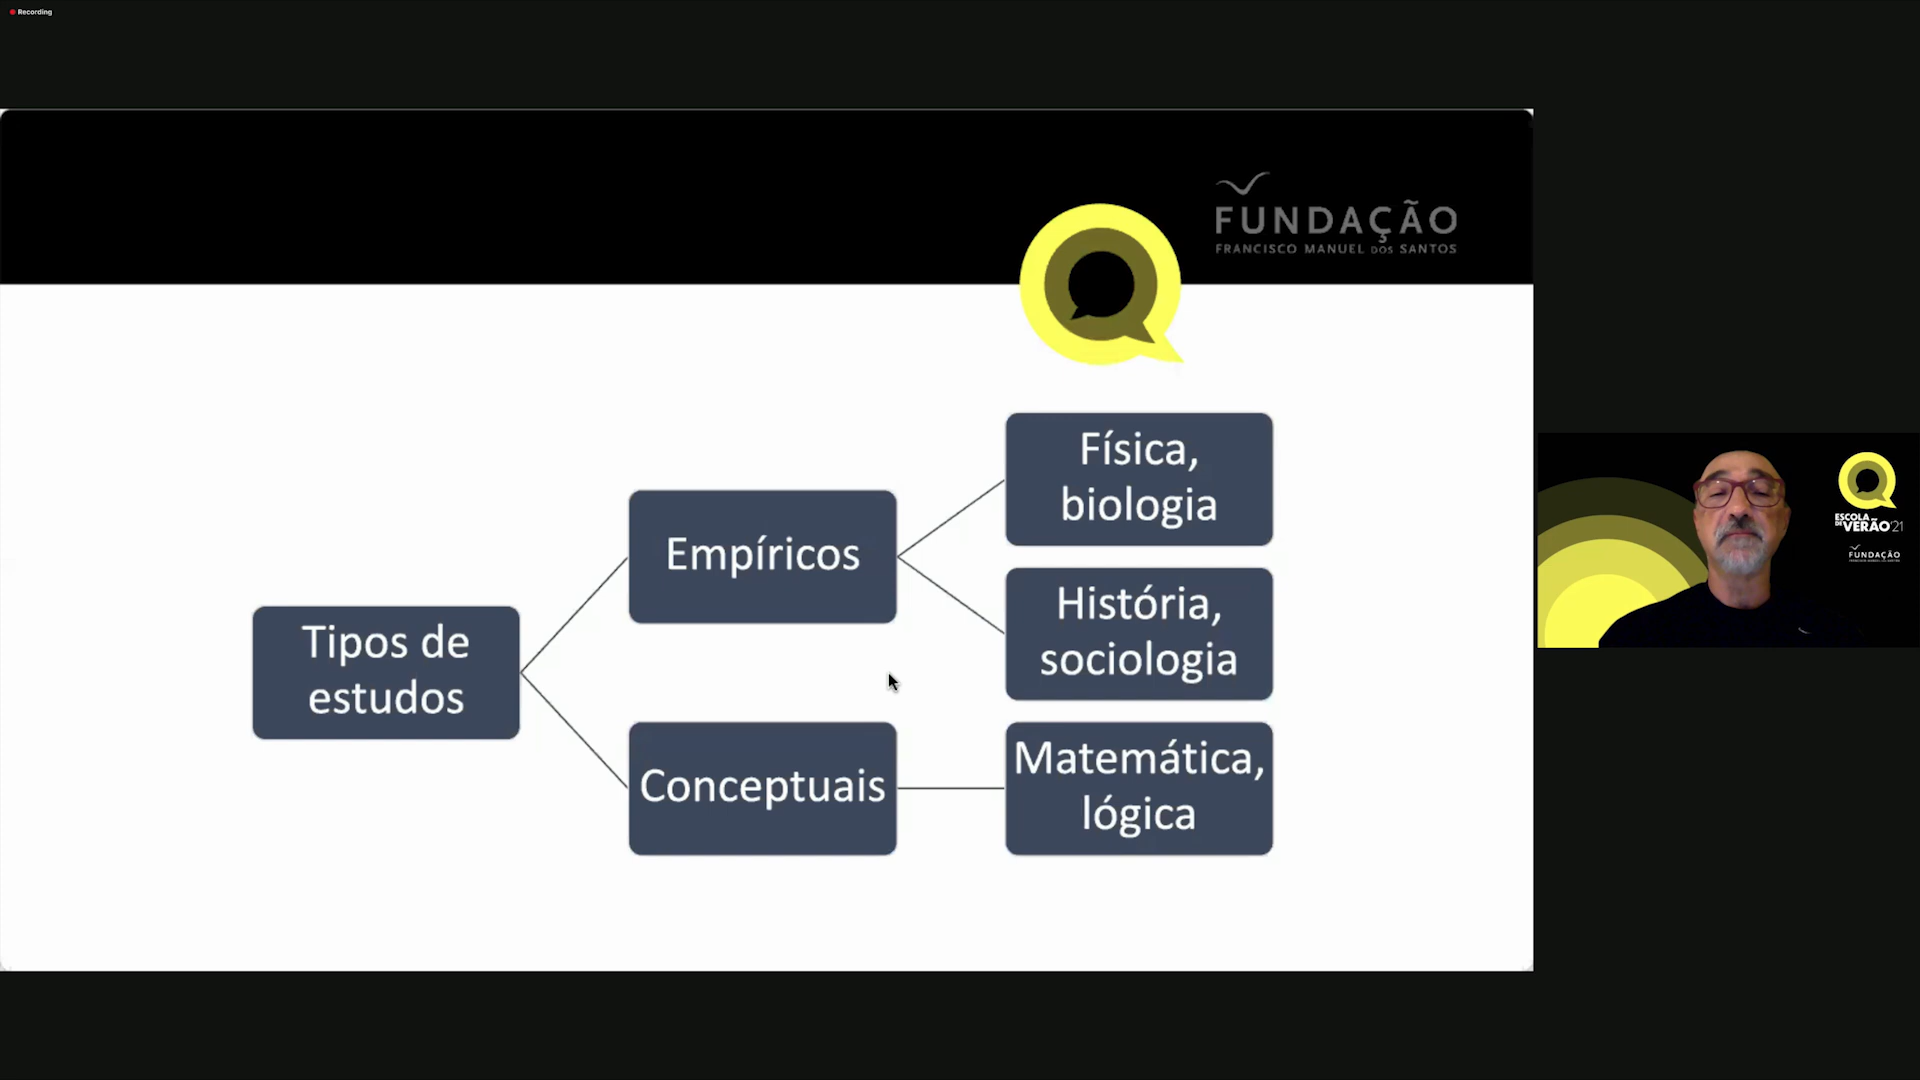 Recording
FUNDAÇÃO
FRANCISCO MANUEL DOS SANTOS
Física,
biologia
Empíricos
História,
sociologia
Tipos de
estudos
Conceptuais
Matemática,
lógica
ESCOLA
DE VERÃO'21
FUNDAÇÃO